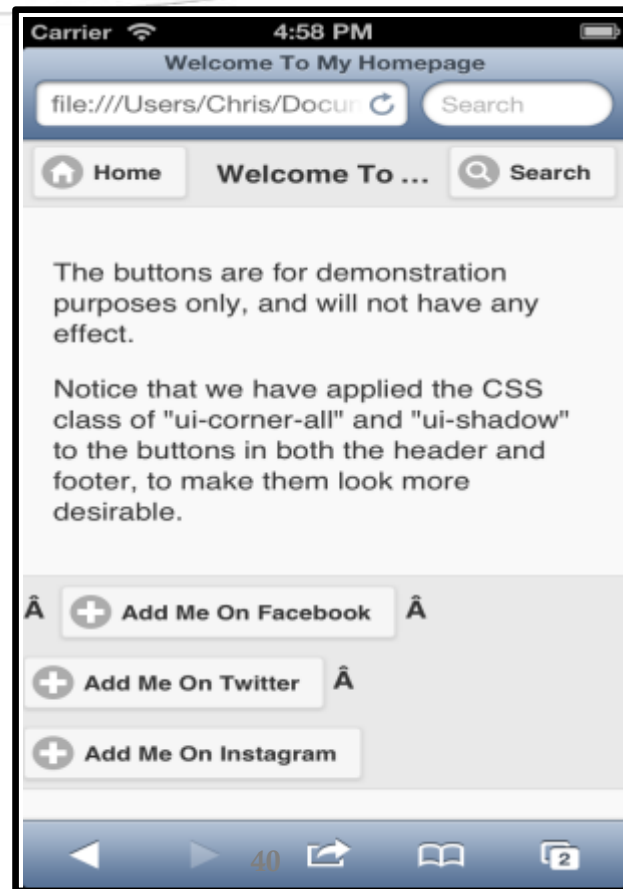 Carrier 4:58 PM
Welcome To My Homepage
file:///Users/Chris/Docu Search
Home Welcome To ... Search
The buttons are for demonstration
purposes only, and will not have any
effect.
Notice that we have applied the CSS
class of "ui-corner-all" and "ui-shadow"
to the buttons in both the header and
footer, to make them look more
desirable.
Â Add Me On Facebook Â
Add Me On Twitter Â
Add Me On Instagram
40 2